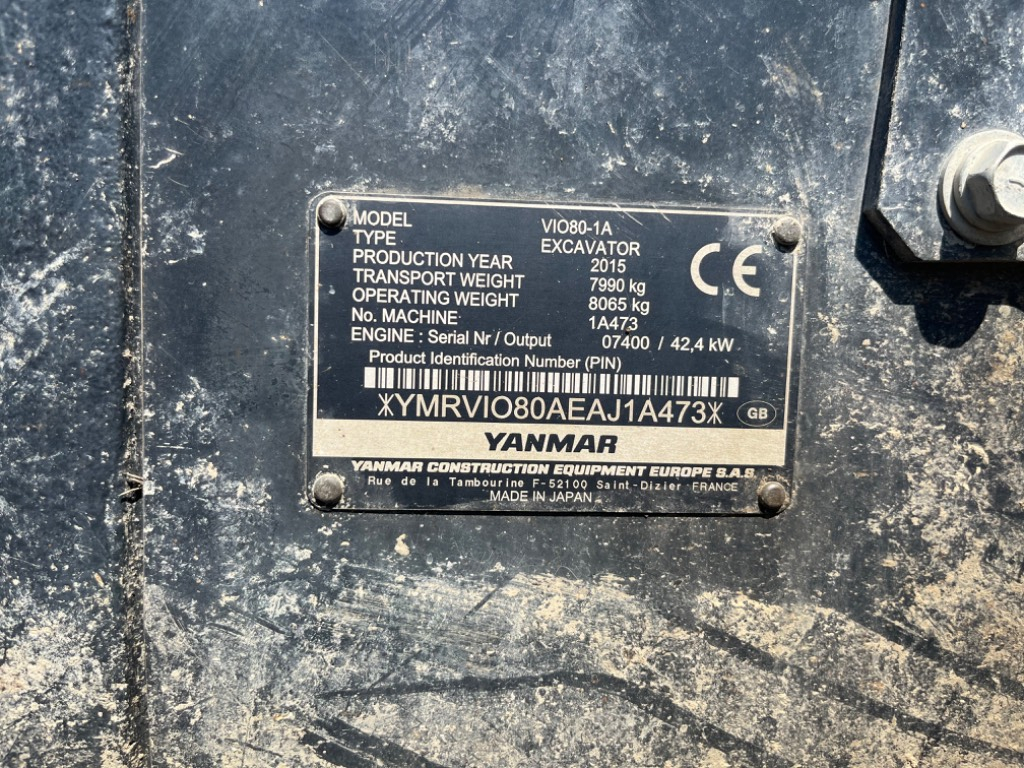 MODEL VIO80-1A
TYPE EXCAVATOR
PRODUCTION YEAR 2015
TRANSPORT WEIGHT 7990 kg
OPERATING WEIGHT 8065 kg
No. MACHINE 1A473
ENGINE : Serial Nr / Output 07400 / 42,4 kW
CE
Product Identification Number (PIN)
*YMRVIO80AEAJ1A473*
GB
YANMAR
YANMAR CONSTRUCTION EQUIPMENT EUROPE S.A.S.
Rue de la Tambourine F-52100 Saint-Dizier FRANCE
MADE IN JAPAN